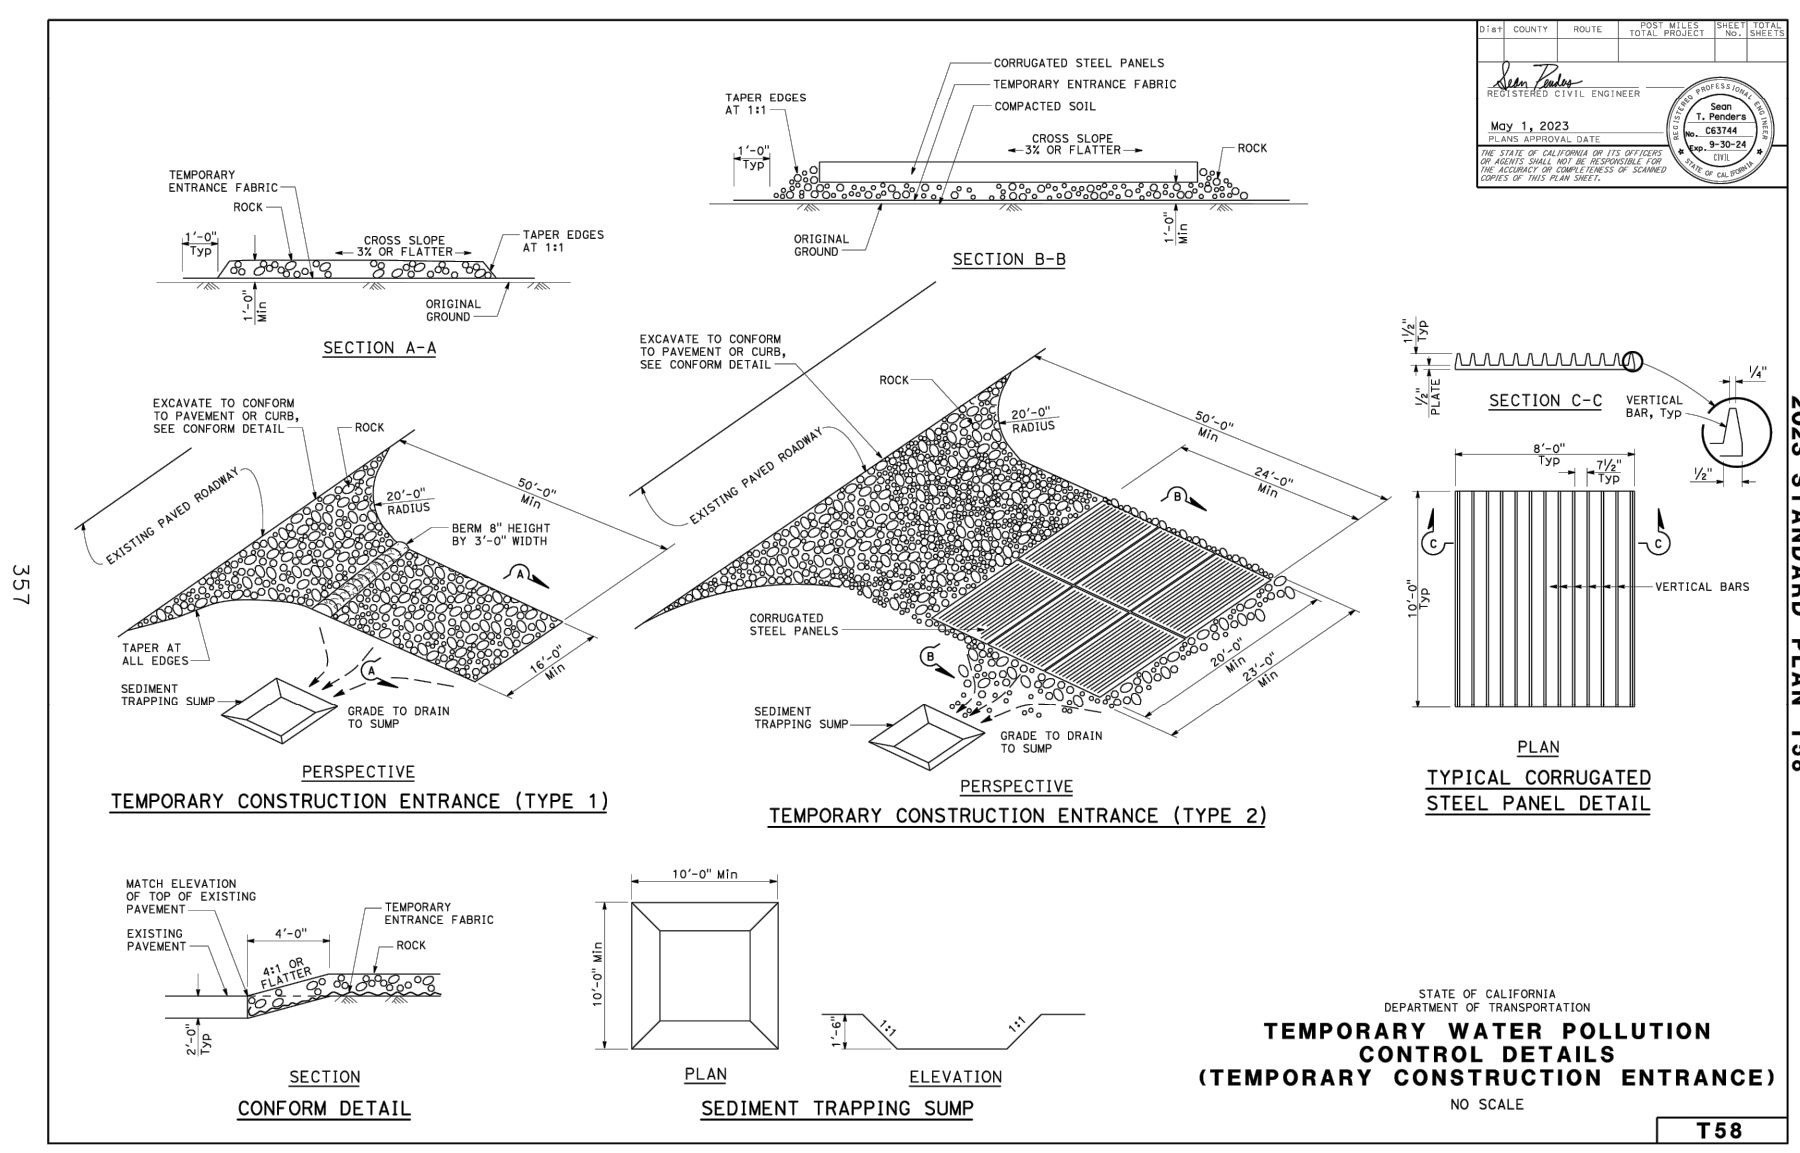 Dist COUNTY ROUTE POST MILES TOTAL PROJECT SHEET No. TOTAL SHEETS
Sean Penders
REGISTERED CIVIL ENGINEER
May 1, 2023
PLANS APPROVAL DATE
THE STATE OF CALIFORNIA OR ITS OFFICERS
OR AGENTS SHALL NOT BE RESPONSIBLE FOR
THE ACCURACY OR COMPLETENESS OF SCANNED
COPIES OF THIS PLAN SHEET.
REGISTERED PROFESSIONAL ENGINEER
Sean
T. Penders
No. C63744
Exp. 9-30-24
CIVIL
STATE OF CALIFORNIA
CORRUGATED STEEL PANELS
TEMPORARY ENTRANCE FABRIC
COMPACTED SOIL
TAPER EDGES
AT 1:1
CROSS SLOPE
3% OR FLATTER
ROCK
1'-0"
Typ
1'-0"
Min
ORIGINAL
GROUND
SECTION B-B
TEMPORARY
ENTRANCE FABRIC
ROCK
1'-0"
Typ
CROSS SLOPE
3% OR FLATTER
TAPER EDGES
AT 1:1
1'-0"
Min
ORIGINAL
GROUND
SECTION A-A
EXCAVATE TO CONFORM
TO PAVEMENT OR CURB,
SEE CONFORM DETAIL
ROCK
EXISTING PAVED ROADWAY
20'-0"
RADIUS
50'-0"
Min
BERM 8" HEIGHT
BY 3'-0" WIDTH
A
TAPER AT
ALL EDGES
SEDIMENT
TRAPPING SUMP
A
16'-0"
Min
GRADE TO DRAIN
TO SUMP
PERSPECTIVE
TEMPORARY CONSTRUCTION ENTRANCE (TYPE 1)
EXCAVATE TO CONFORM
TO PAVEMENT OR CURB,
SEE CONFORM DETAIL
ROCK
20'-0"
RADIUS
50'-0"
Min
EXISTING PAVED ROADWAY
24'-0"
Min
B
CORRUGATED
STEEL PANELS
B
20'-0"
Min
23'-0"
Min
SEDIMENT
TRAPPING SUMP
GRADE TO DRAIN
TO SUMP
PERSPECTIVE
TEMPORARY CONSTRUCTION ENTRANCE (TYPE 2)
1½"
Typ
½"
PLATE
SECTION C-C
VERTICAL
BAR, Typ
¼"
½"
8'-0"
Typ
7½"
Typ
C
C
10'-0"
Typ
VERTICAL BARS
PLAN
TYPICAL CORRUGATED
STEEL PANEL DETAIL
MATCH ELEVATION
OF TOP OF EXISTING
PAVEMENT
EXISTING
PAVEMENT
4'-0"
4:1 OR
FLATTER
TEMPORARY
ENTRANCE FABRIC
ROCK
2'-0"
Typ
SECTION
CONFORM DETAIL
10'-0" Min
10'-0" Min
PLAN
1'-6"
1:1
1:1
ELEVATION
SEDIMENT TRAPPING SUMP
STATE OF CALIFORNIA
DEPARTMENT OF TRANSPORTATION
TEMPORARY WATER POLLUTION
CONTROL DETAILS
(TEMPORARY CONSTRUCTION ENTRANCE)
NO SCALE
T58
357
2023 STANDARD PLAN T58